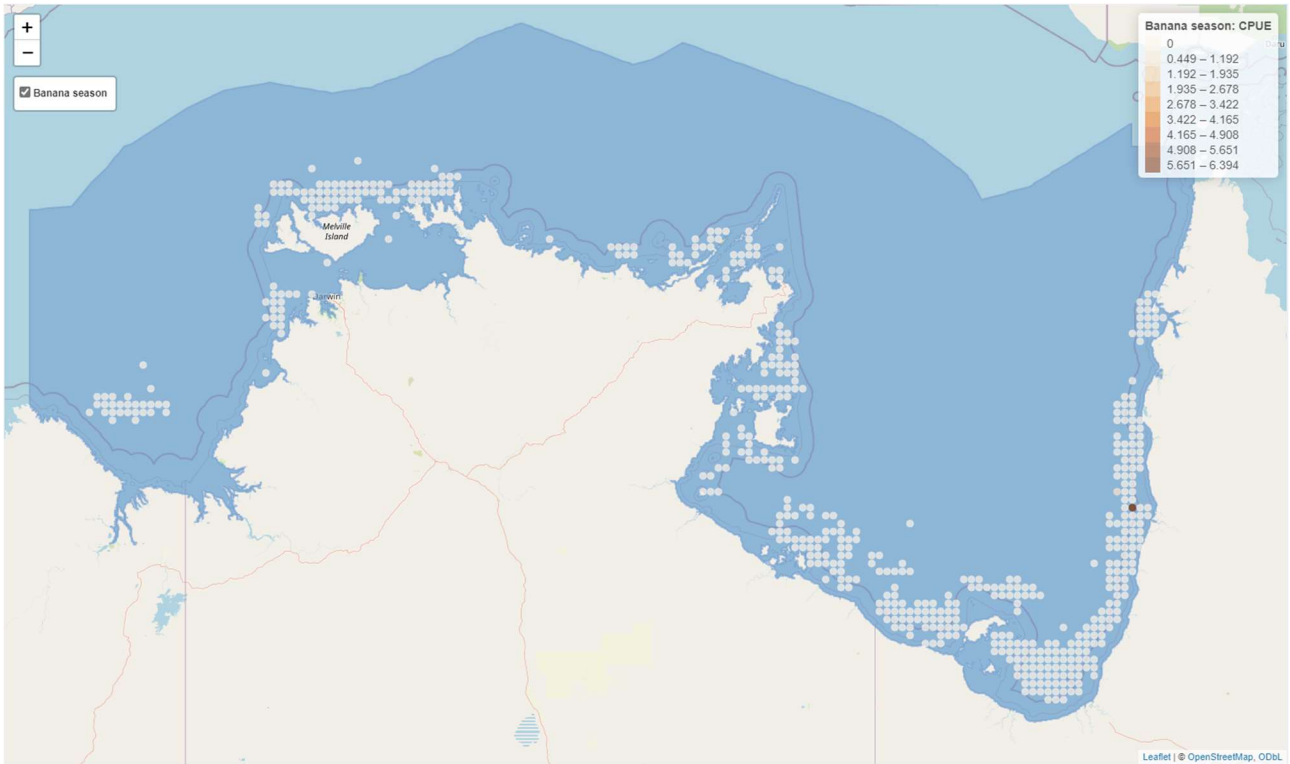 +
−
Banana season
Banana season: CPUE
0
0.449 – 1.192
1.192 – 1.935
1.935 – 2.678
2.678 – 3.422
3.422 – 4.165
4.165 – 4.908
4.908 – 5.651
5.651 – 6.394
Daru
Melville
Island
Darwin
Leaflet | © OpenStreetMap, ODbL